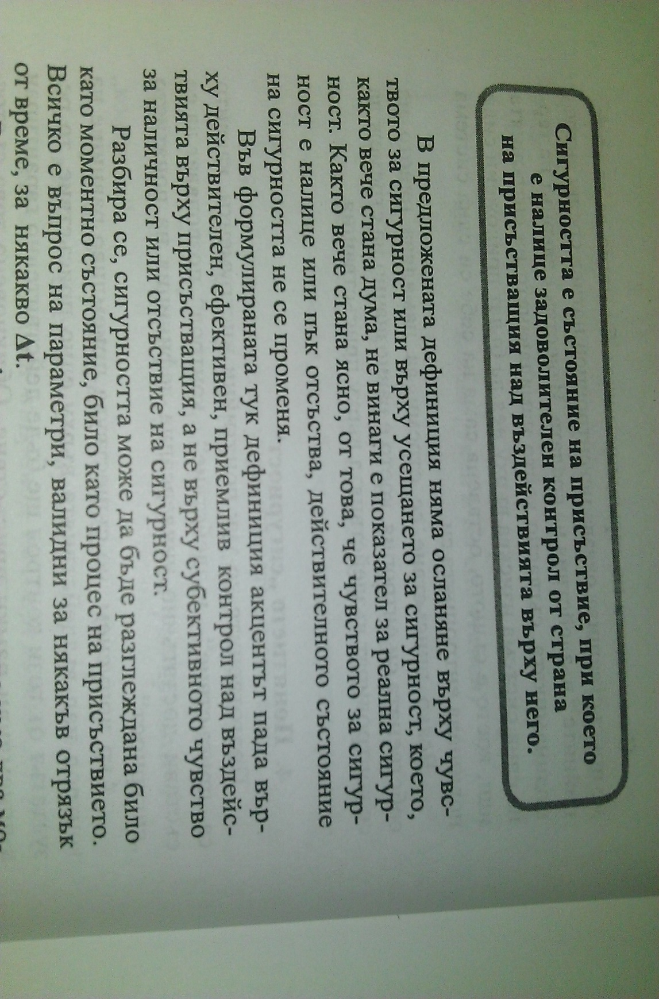 Сигурността е състояние на присъствие, при което
е налице задоволителен контрол от страна
на присъстващия над въздействията върху него.
В предложената дефиниция няма осланяне върху чувс-
твото за сигурност или върху усещането за сигурност, което,
както вече стана дума, не винаги е показател за реална сигур-
ност. Както вече стана ясно, от това, че чувството за сигур-
ност е налице или пък отсъства, действителното състояние
на сигурността не се променя.
Във формулираната тук дефиниция акцентът пада вър-
ху действителен, ефективен, приемлив контрол над въздейс-
твията върху присъстващия, а не върху субективното чувство
за наличност или отсъствие на сигурност.
Разбира се, сигурността може да бъде разглеждана било
като моментно състояние, било като процес на присъствието.
Всичко е въпрос на параметри, валидни за някакъв отрязък
от време, за някакво Δt.